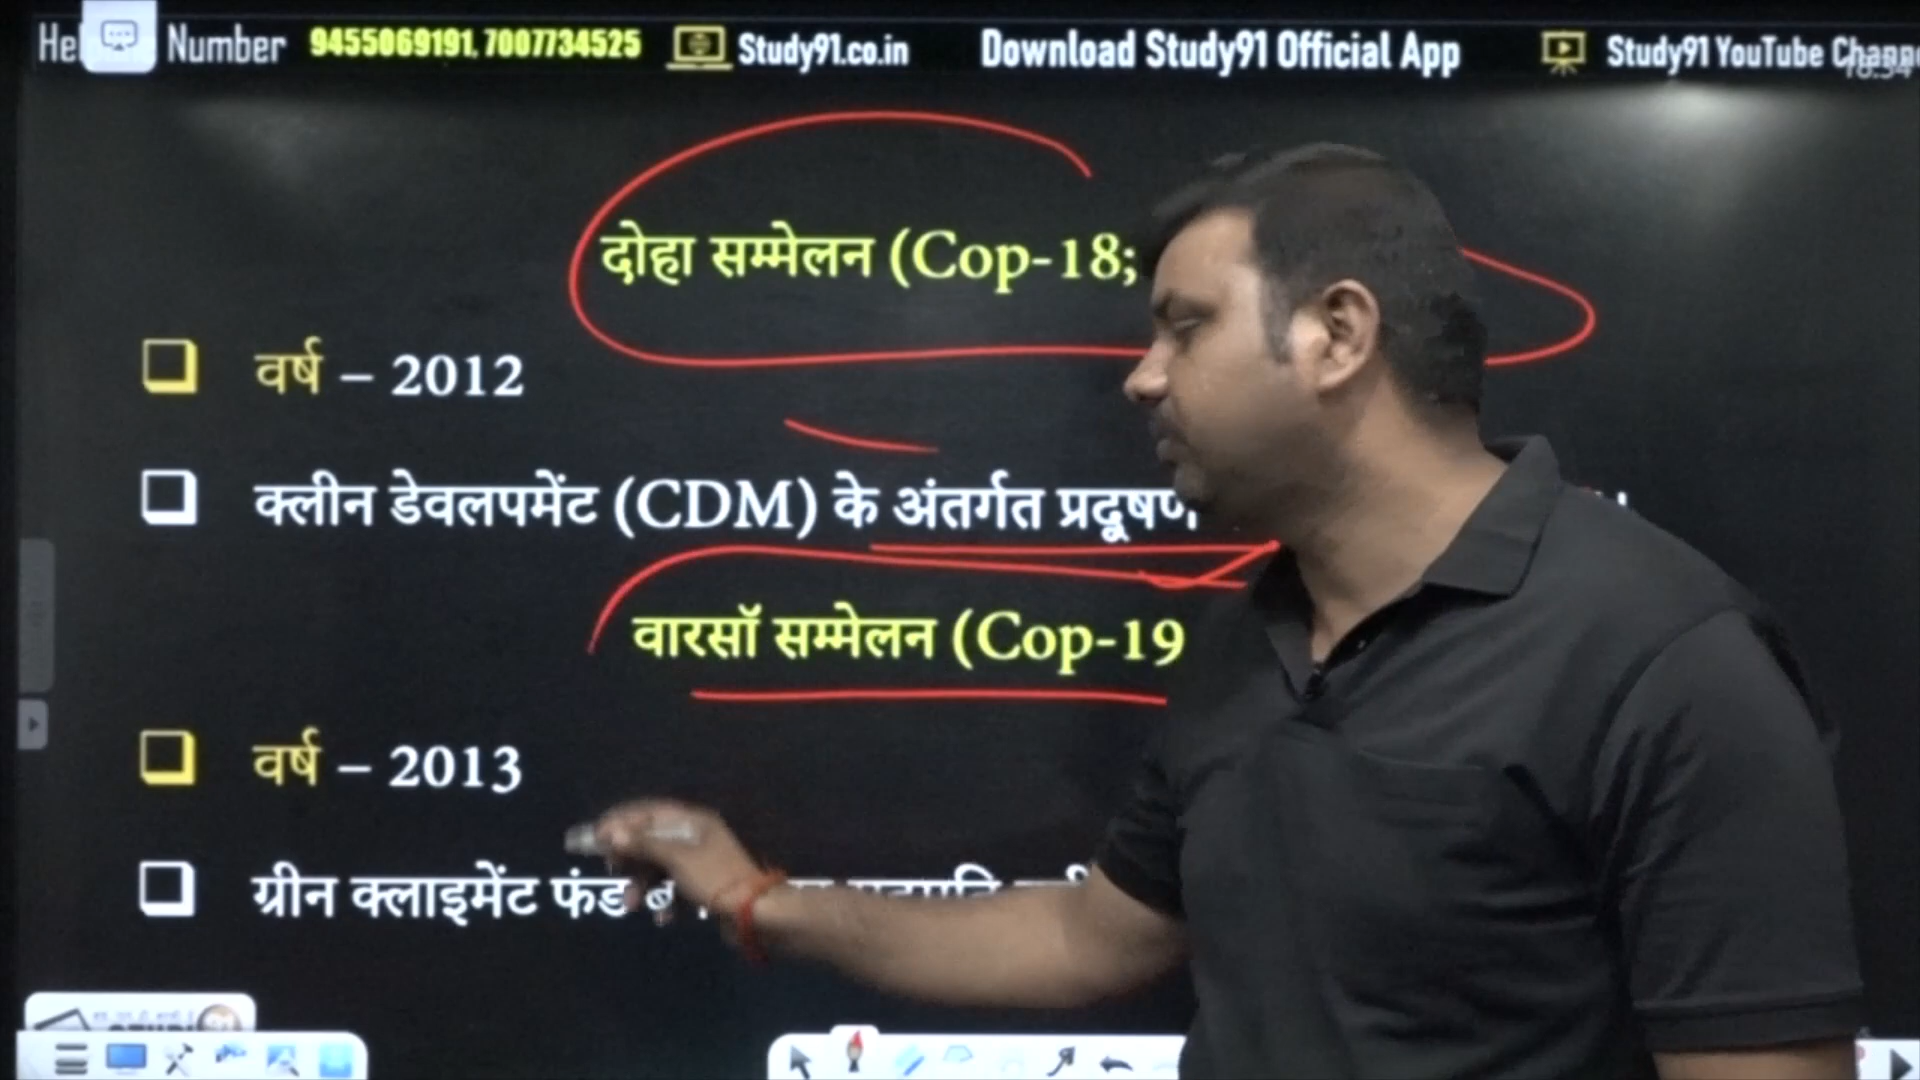 Number 9455069191, 7007734525 Study91.co.in Download Study91 Official App Study91 YouTube
दोहा सम्मेलन (Cop-18;
वर्ष – 2012
क्लीन डेवलपमेंट (CDM) के अंतर्गत प्रदूषण
वारसॉ सम्मेलन (Cop-19
वर्ष – 2013
ग्रीन क्लाइमेंट फंड